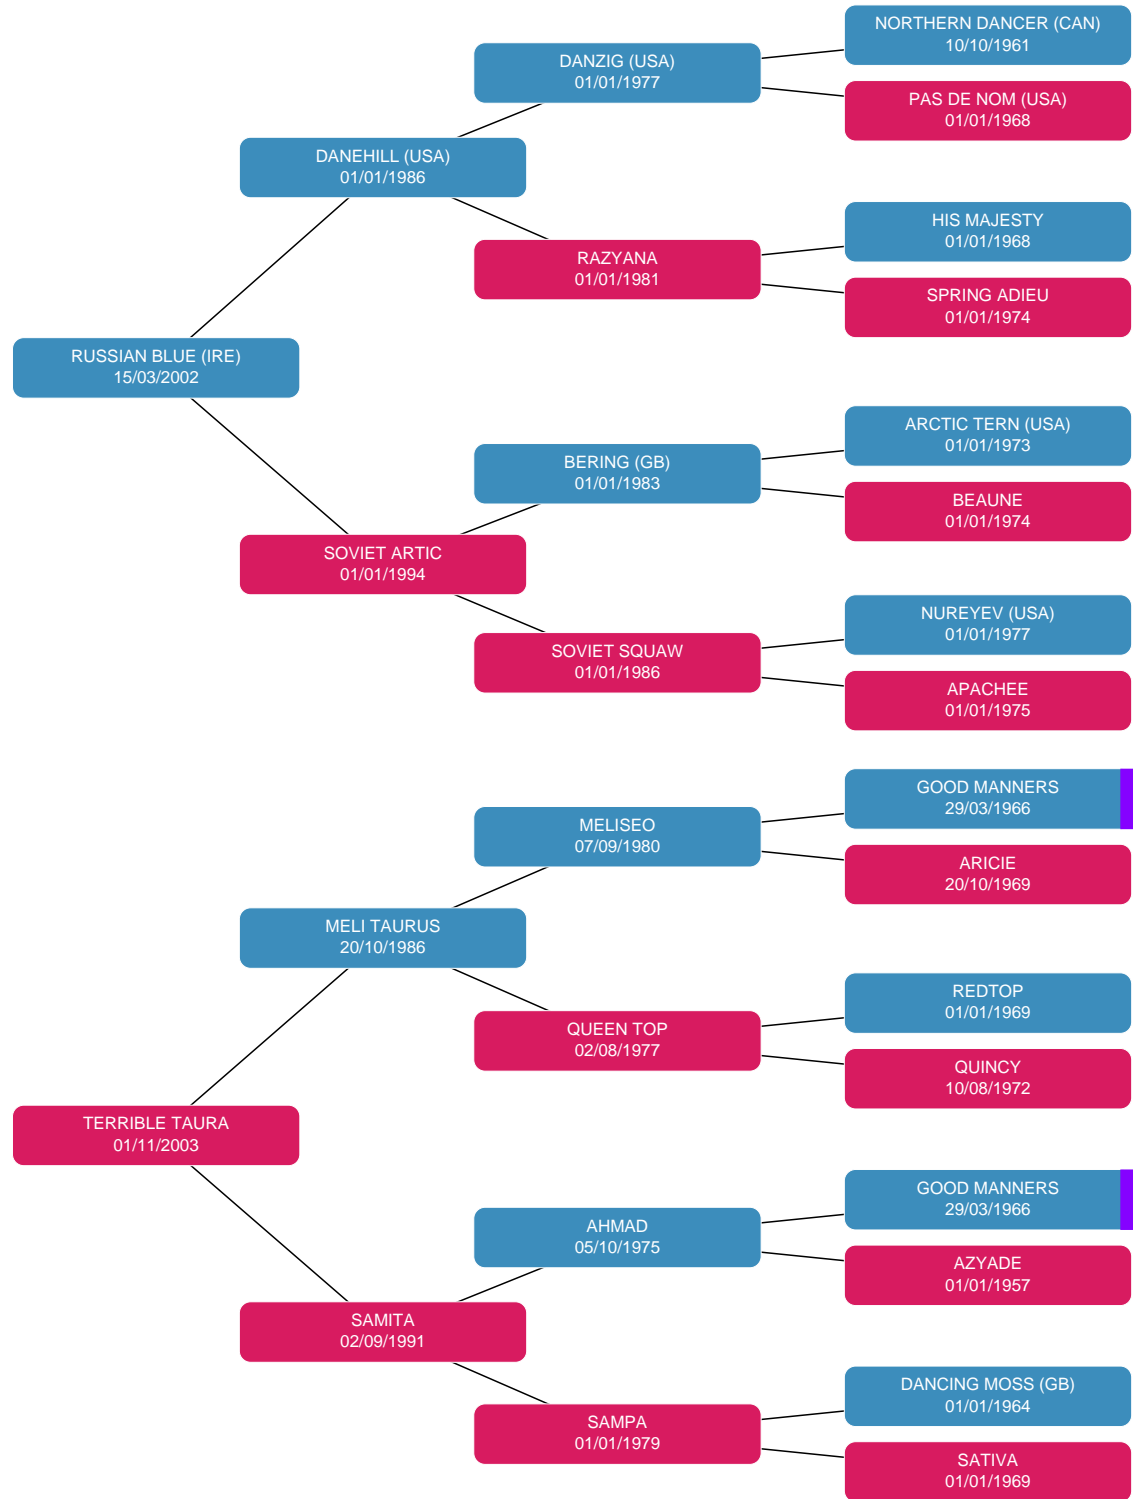 NORTHERN DANCER (CAN)
10/10/1961
DANZIG (USA)
01/01/1977
PAS DE NOM (USA)
01/01/1968
DANEHILL (USA)
01/01/1986
HIS MAJESTY
01/01/1968
RAZYANA
01/01/1981
SPRING ADIEU
01/01/1974
RUSSIAN BLUE (IRE)
15/03/2002
ARCTIC TERN (USA)
01/01/1973
BERING (GB)
01/01/1983
BEAUNE
01/01/1974
SOVIET ARTIC
01/01/1994
NUREYEV (USA)
01/01/1977
SOVIET SQUAW
01/01/1986
APACHEE
01/01/1975
GOOD MANNERS
29/03/1966
MELISEO
07/09/1980
ARICIE
20/10/1969
MELI TAURUS
20/10/1986
REDTOP
01/01/1969
QUEEN TOP
02/08/1977
QUINCY
10/08/1972
TERRIBLE TAURA
01/11/2003
GOOD MANNERS
29/03/1966
AHMAD
05/10/1975
AZYADE
01/01/1957
SAMITA
02/09/1991
DANCING MOSS (GB)
01/01/1964
SAMPA
01/01/1979
SATIVA
01/01/1969